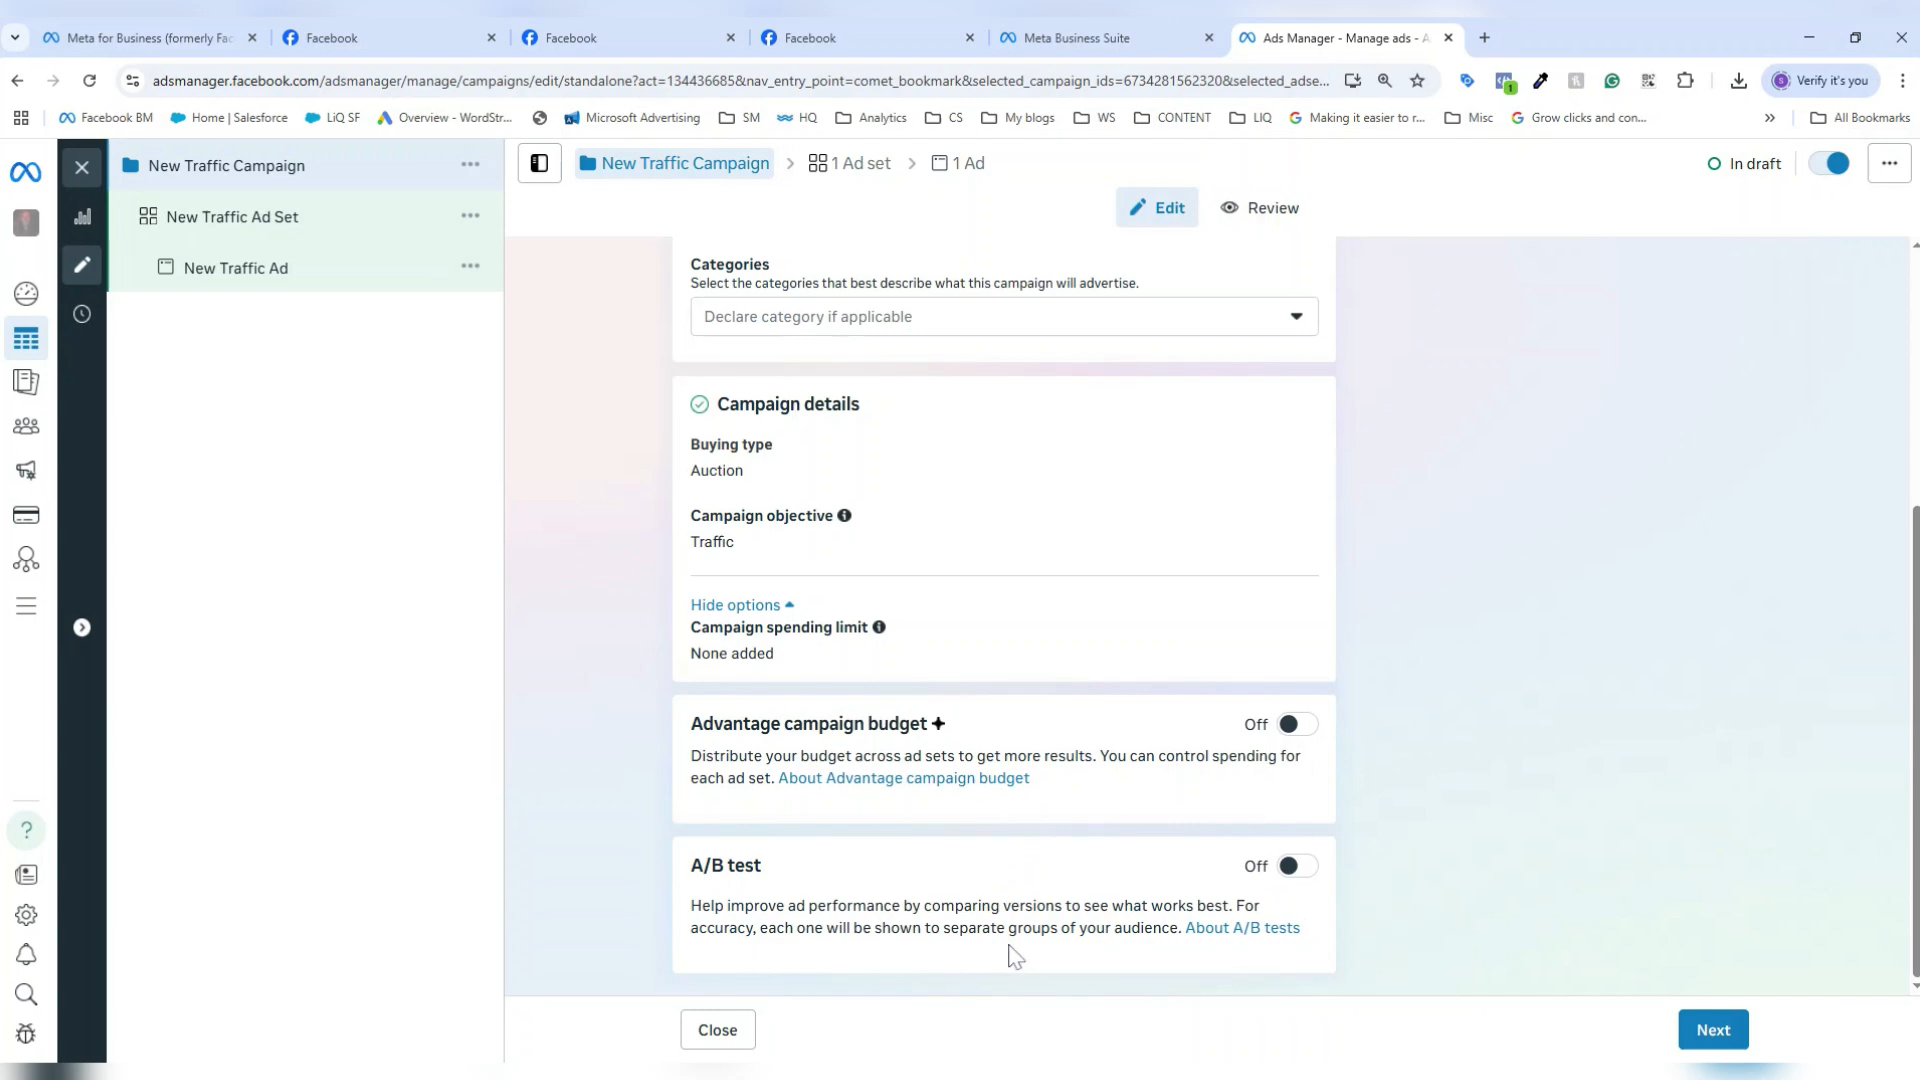 Meta for Business (formerly Fac
Facebook
Facebook
Facebook
Meta Business Suite
Ads Manager - Manage ads - A
adsmanager.facebook.com/adsmanager/manage/campaigns/edit/standalone?act=134436685&nav_entry_point=comet_bookmark&selected_campaign_ids=6734281562320&selected_adse...
1
Verify it's you
Facebook BM
Home | Salesforce
LiQ SF
Overview - WordStr...
Microsoft Advertising
SM
HQ
Analytics
CS
My blogs
WS
CONTENT
LIQ
Making it easier to r...
Misc
Grow clicks and con...
All Bookmarks
New Traffic Campaign
New Traffic Ad Set
New Traffic Ad
New Traffic Campaign
1 Ad set
1 Ad
In draft
Edit
Review
Categories
Select the categories that best describe what this campaign will advertise.
Declare category if applicable
Campaign details
Buying type
Auction
Campaign objective
Traffic
Hide options
Campaign spending limit
None added
Advantage campaign budget
Off
Distribute your budget across ad sets to get more results. You can control spending for
each ad set. About Advantage campaign budget
A/B test
Off
Help improve ad performance by comparing versions to see what works best. For
accuracy, each one will be shown to separate groups of your audience. About A/B tests
Close
Next